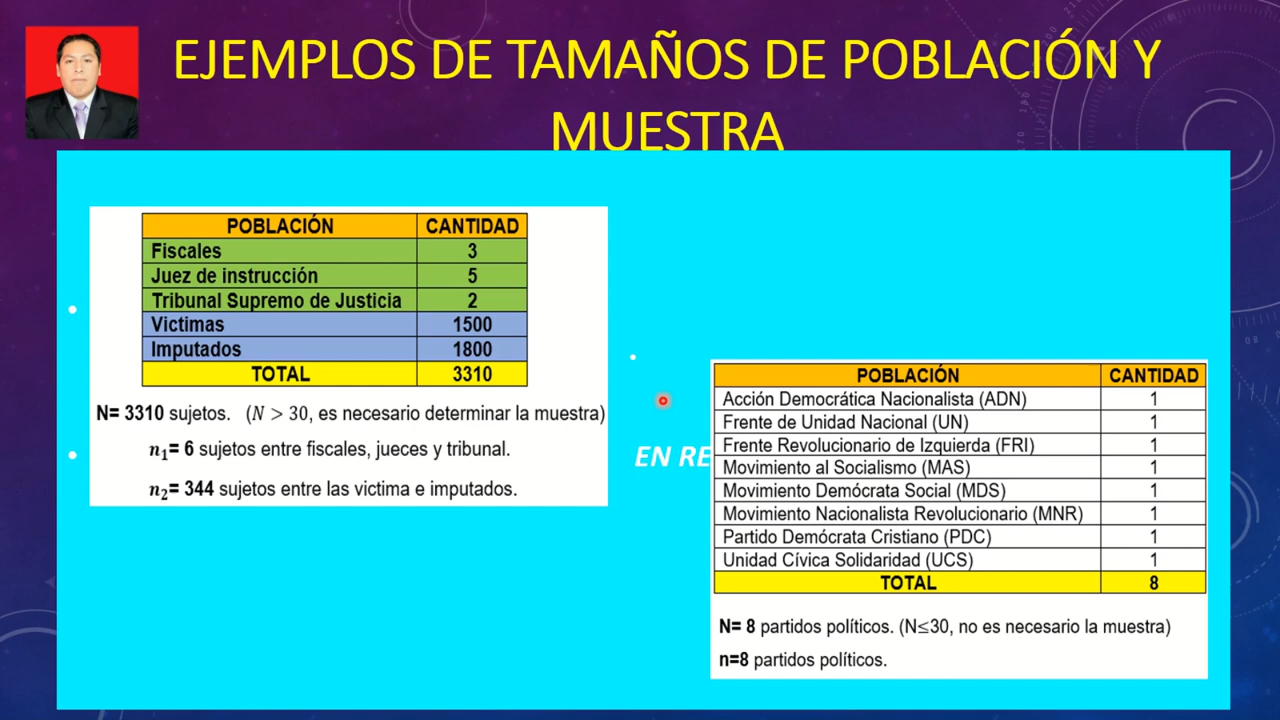 EJEMPLOS DE TAMAÑOS DE POBLACIÓN Y
MUESTRA
POBLACIÓN CANTIDAD
Fiscales 3
Juez de instrucción 5
Tribunal Supremo de Justicia 2
Victimas 1500
Imputados 1800
TOTAL 3310
N= 3310 sujetos. (N > 30, es necesario determinar la muestra)
n₁= 6 sujetos entre fiscales, jueces y tribunal.
n₂= 344 sujetos entre las victima e imputados.
EN RE
POBLACIÓN CANTIDAD
Acción Democrática Nacionalista (ADN) 1
Frente de Unidad Nacional (UN) 1
Frente Revolucionario de Izquierda (FRI) 1
Movimiento al Socialismo (MAS) 1
Movimiento Demócrata Social (MDS) 1
Movimiento Nacionalista Revolucionario (MNR) 1
Partido Demócrata Cristiano (PDC) 1
Unidad Cívica Solidaridad (UCS) 1
TOTAL 8
N= 8 partidos políticos. (N≤30, no es necesario la muestra)
n=8 partidos políticos.